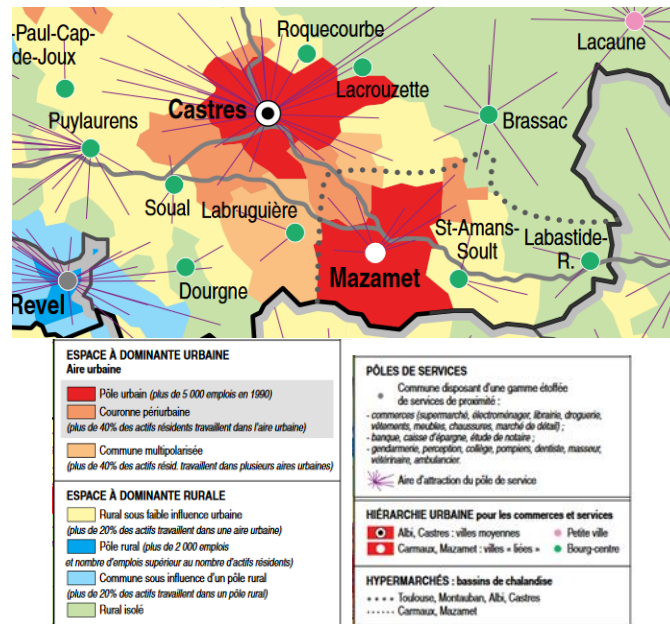 -Paul-Cap-
de-Joux
Roquecourbe
Lacaune
Castres
Lacrouzette
Puylaurens
Brassac
Soual
Labruguière
St-Amans-
Soult
Labastide-
R.
Mazamet
Dourgne
Revel
ESPACE À DOMINANTE URBAINE
Aire urbaine
Pôle urbain (plus de 5 000 emplois en 1990)
Couronne périurbaine
(plus de 40% des actifs résidents travaillent dans l'aire urbaine)
Commune multipolarisée
(plus de 40% des actifs résid. travaillent dans plusieurs aires urbaines)
ESPACE À DOMINANTE RURALE
Rural sous faible influence urbaine
(plus de 20% des actifs travaillent dans une aire urbaine)
Pôle rural (plus de 2 000 emplois
et nombre d'emplois supérieur au nombre d'actifs résidents)
Commune sous influence d'un pôle rural
(plus de 20% des actifs travaillent dans un pôle rural)
Rural isolé
PÔLES DE SERVICES
Commune disposant d'une gamme étoffée
de services de proximité :
- commerces (supermarché, électroménager, librairie, droguerie,
vêtements, meubles, chaussures, marché de détail) ;
- banque, caisse d'épargne, étude de notaire ;
- gendarmerie, perception, collège, pompiers, dentiste, masseur,
vétérinaire, ambulancier.
Aire d'attraction du pôle de service
HIÉRARCHIE URBAINE pour les commerces et services
Albi, Castres : villes moyennes
Petite ville
Carmaux, Mazamet : villes « liées »
Bourg-centre
HYPERMARCHÉS : bassins de chalandise
Toulouse, Montauban, Albi, Castres
Carmaux, Mazamet